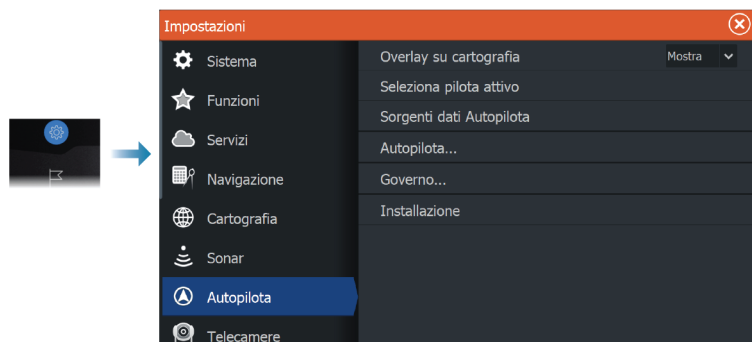 Impostazioni
Sistema
Funzioni
Servizi
Navigazione
Cartografia
Sonar
Autopilota
Telecamere
Overlay su cartografia Mostra
Seleziona pilota attivo
Sorgenti dati Autopilota
Autopilota...
Governo...
Installazione